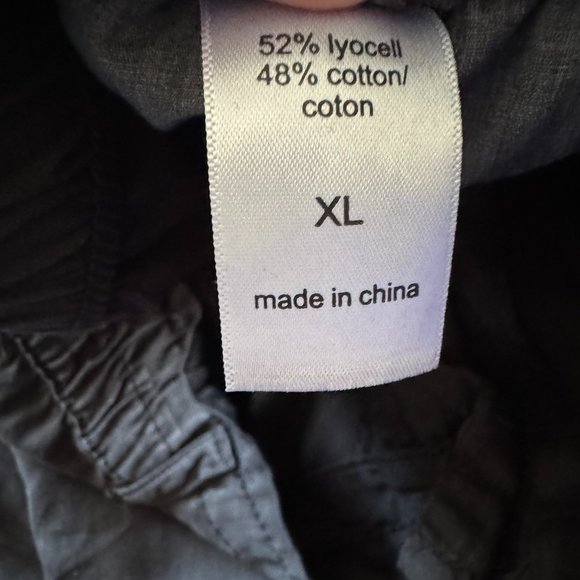 52% lyocell
48% cotton/
coton
XL
made in china